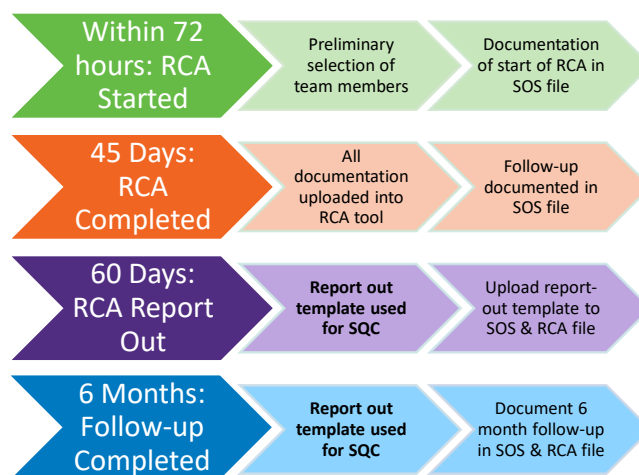 Within 72
hours: RCA
Started
Preliminary
selection of
team members
Documentation
of start of RCA in
SOS file
45 Days:
RCA
Completed
All
documentation
uploaded into
RCA tool
Follow-up
documented in
SOS file
60 Days:
RCA Report
Out
Report out
template used
for SQC
Upload report-
out template to
SOS & RCA file
6 Months:
Follow-up
Completed
Report out
template used
for SQC
Document 6
month follow-up
in SOS & RCA file